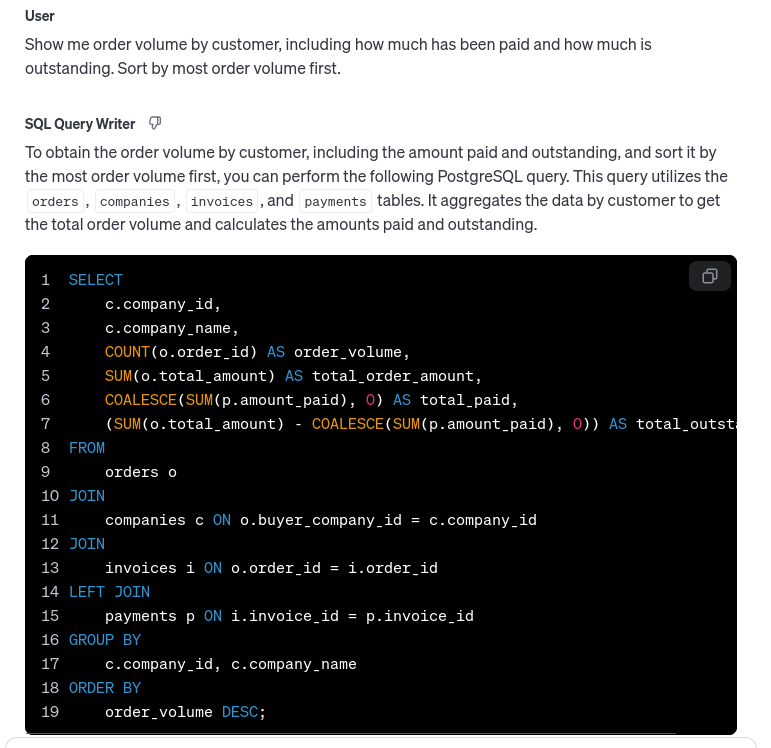 User
Show me order volume by customer, including how much has been paid and how much is
outstanding. Sort by most order volume first.
SQL Query Writer
To obtain the order volume by customer, including the amount paid and outstanding, and sort it by
the most order volume first, you can perform the following PostgreSQL query. This query utilizes the
orders, companies, invoices, and payments tables. It aggregates the data by customer to get
the total order volume and calculates the amounts paid and outstanding.
1 SELECT
2     c.company_id,
3     c.company_name,
4     COUNT(o.order_id) AS order_volume,
5     SUM(o.total_amount) AS total_order_amount,
6     COALESCE(SUM(p.amount_paid), 0) AS total_paid,
7     (SUM(o.total_amount) - COALESCE(SUM(p.amount_paid), 0)) AS total_outsta
8 FROM
9     orders o
10 JOIN
11     companies c ON o.buyer_company_id = c.company_id
12 JOIN
13     invoices i ON o.order_id = i.order_id
14 LEFT JOIN
15     payments p ON i.invoice_id = p.invoice_id
16 GROUP BY
17     c.company_id, c.company_name
18 ORDER BY
19     order_volume DESC;